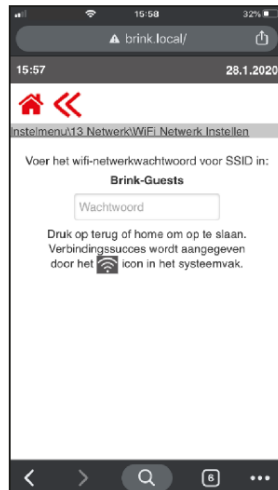 15:58
32%
brink.local/
15:57 28.1.2020
Instelmenu\13 Netwerk\WiFi Netwerk Instellen
Voer het wifi-netwerkwachtwoord voor SSID in:
Brink-Guests
Wachtwoord
Druk op terug of home om op te slaan.
Verbindingssucces wordt aangegeven
door het icon in het systeemvak.
6